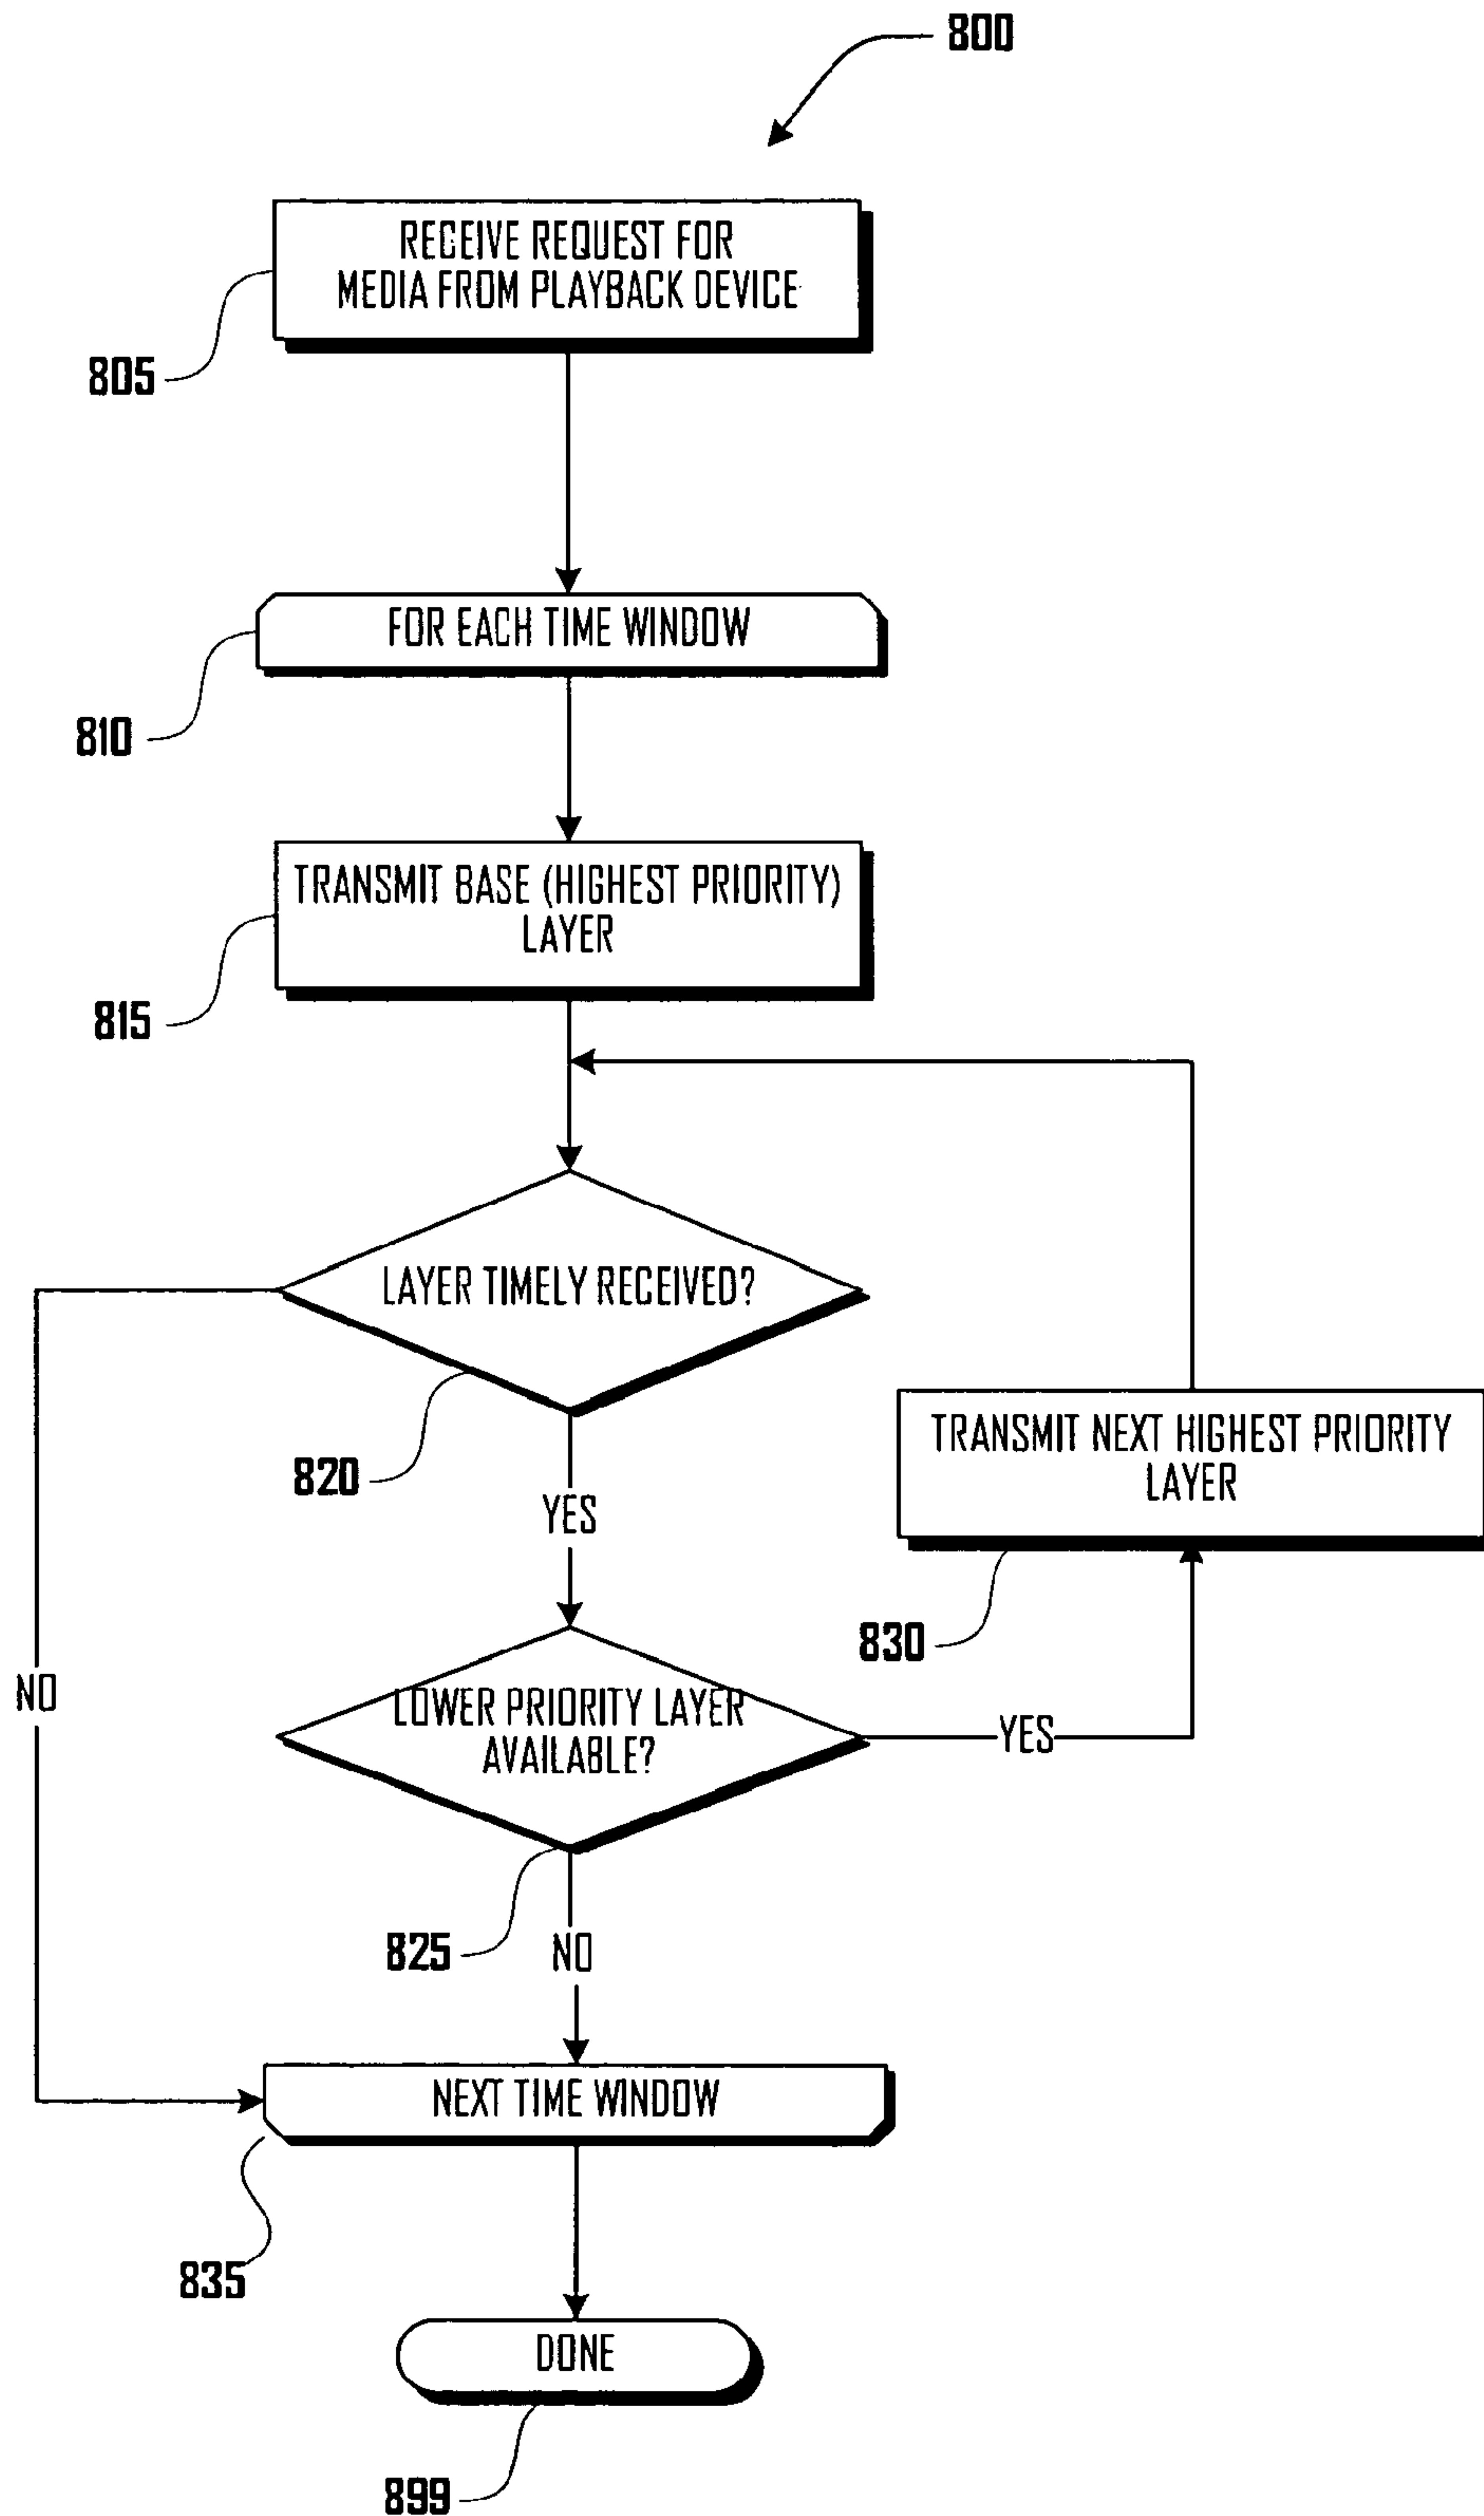 800
RECEIVE REQUEST FOR
MEDIA FROM PLAYBACK DEVICE
805
FOR EACH TIME WINDOW
810
TRANSMIT BASE (HIGHEST PRIORITY)
LAYER
815
LAYER TIMELY RECEIVED?
820
YES
TRANSMIT NEXT HIGHEST PRIORITY
LAYER
830
NO
LOWER PRIORITY LAYER
AVAILABLE?
YES
825
NO
NEXT TIME WINDOW
835
DONE
899